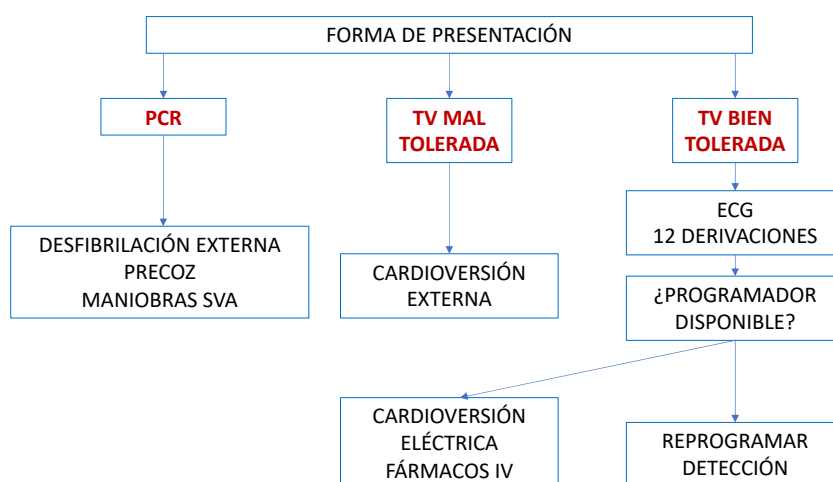 FORMA DE PRESENTACIÓN
PCR
TV MAL
TOLERADA
TV BIEN
TOLERADA
ECG
12 DERIVACIONES
DESFIBRILACIÓN EXTERNA
PRECOZ
MANIOBRAS SVA
CARDIOVERSIÓN
EXTERNA
¿PROGRAMADOR
DISPONIBLE?
CARDIOVERSIÓN
ELÉCTRICA
FÁRMACOS IV
REPROGRAMAR
DETECCIÓN